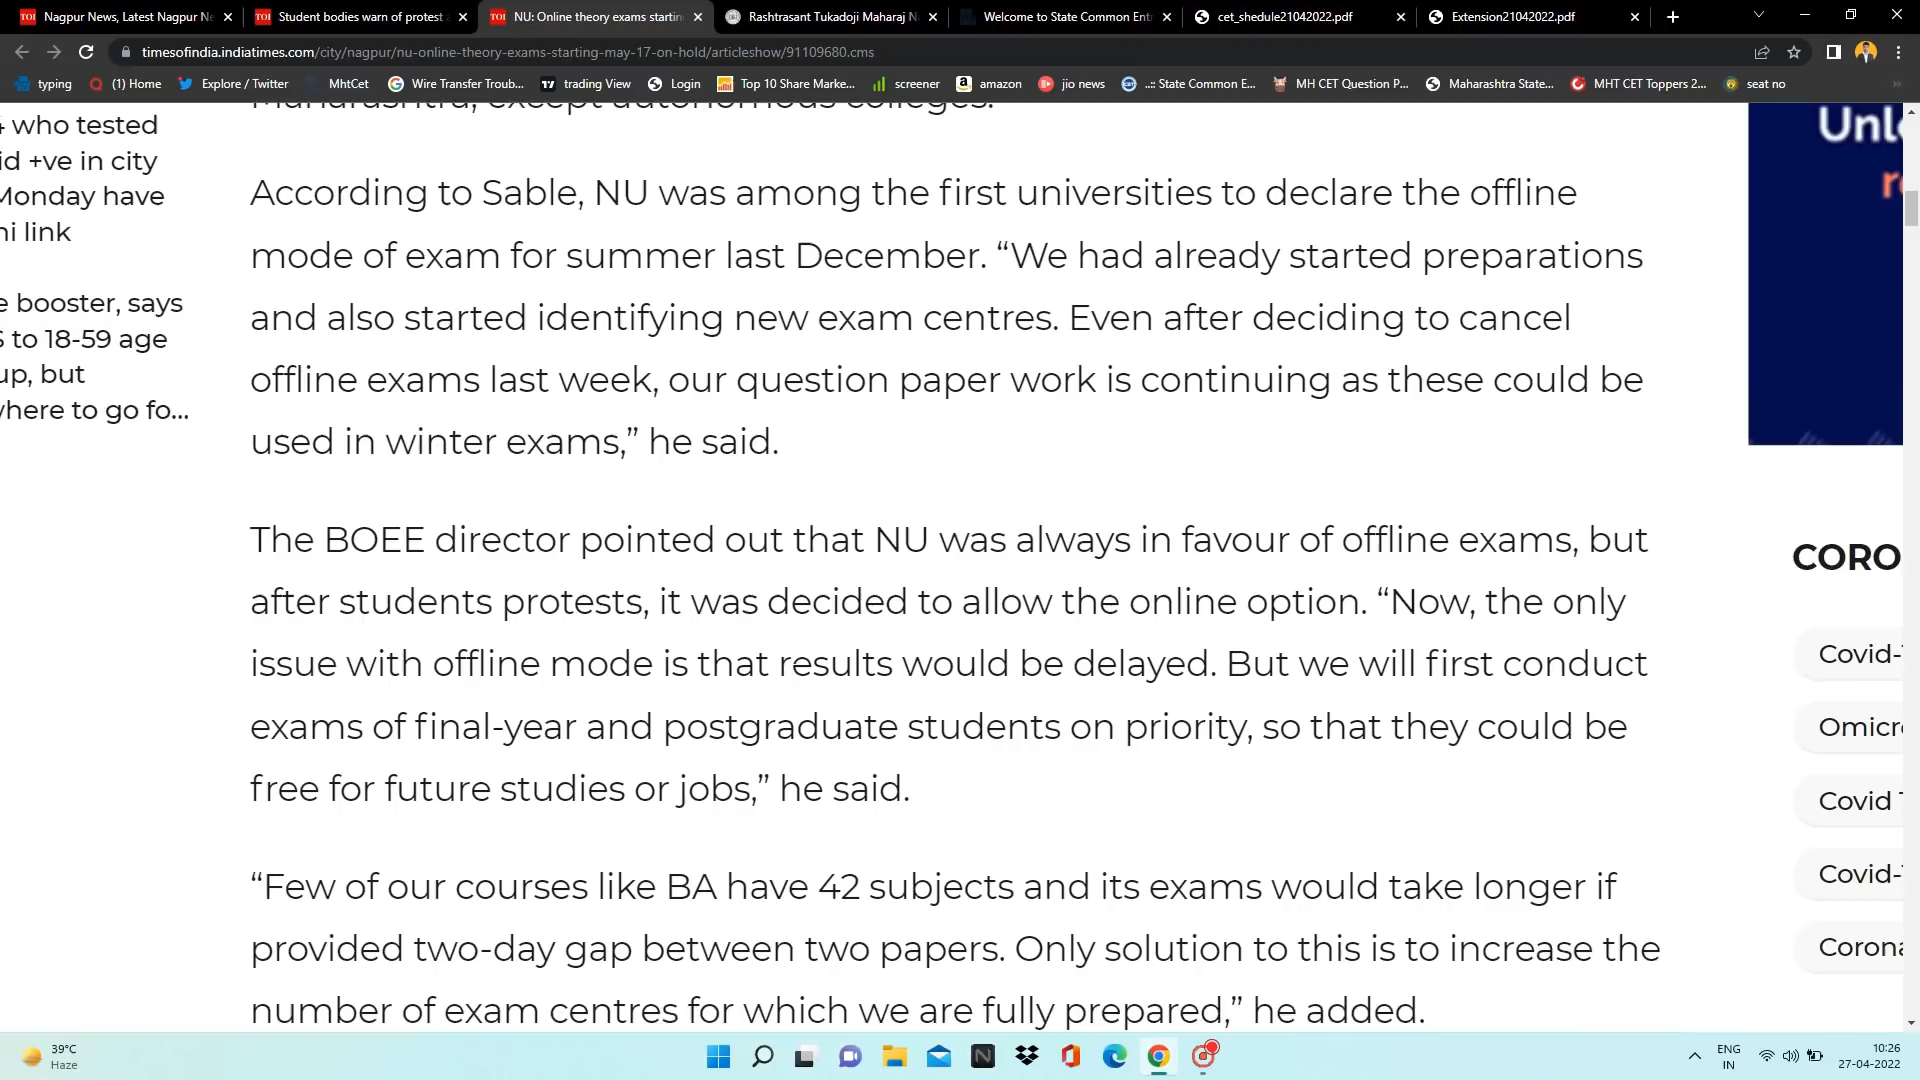 Nagpur News, Latest Nagpur Ne
Student bodies warn of protest a
NU: Online theory exams startin
Rashtrasant Tukadoji Maharaj N
Welcome to State Common Entr
cet_shedule21042022.pdf
Extension21042022.pdf
timesofindia.indiatimes.com/city/nagpur/nu-online-theory-exams-starting-may-17-on-hold/articleshow/91109680.cms
typing
(1) Home
Explore / Twitter
MhtCet
Wire Transfer Troub...
trading View
Login
Top 10 Share Marke...
screener
amazon
jio news
..:: State Common E...
MH CET Question P...
Maharashtra State...
MHT CET Toppers 2...
seat no
Maharashtra, except autonomous colleges.
4 who tested
id +ve in city
Monday have
hi link
e booster, says
to 18-59 age
up, but
where to go fo...
According to Sable, NU was among the first universities to declare the offline
mode of exam for summer last December. “We had already started preparations
and also started identifying new exam centres. Even after deciding to cancel
offline exams last week, our question paper work is continuing as these could be
used in winter exams,” he said.
The BOEE director pointed out that NU was always in favour of offline exams, but
after students protests, it was decided to allow the online option. “Now, the only
issue with offline mode is that results would be delayed. But we will first conduct
exams of final-year and postgraduate students on priority, so that they could be
free for future studies or jobs,” he said.
“Few of our courses like BA have 42 subjects and its exams would take longer if
provided two-day gap between two papers. Only solution to this is to increase the
number of exam centres for which we are fully prepared,” he added.
Unlo
re
CORO
Covid-1
Omicro
Covid T
Covid-1
Corona
39°C
Haze
ENG
IN
10:26
27-04-2022